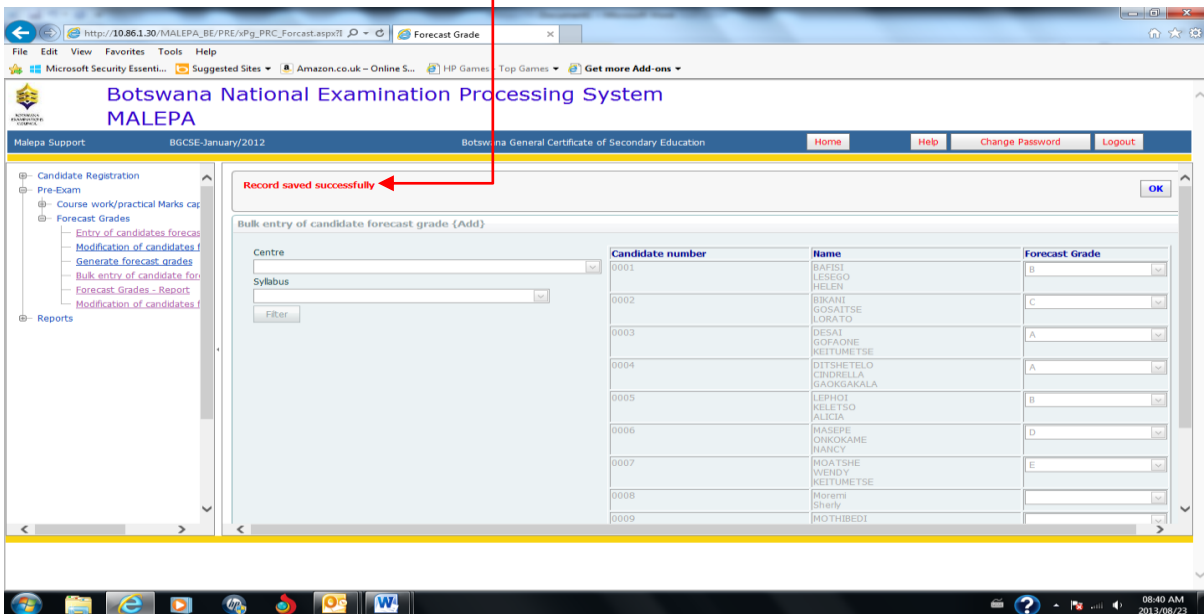 http://10.86.1.30/MALEPA_BE/PRE/xPg_PRC_Forcast.aspx?I
Forecast Grade
File Edit View Favorites Tools Help
Microsoft Security Essenti... Suggested Sites Amazon.co.uk – Online S... HP Games - Top Games Get more Add-ons
Botswana National Examination Processing System
MALEPA
Malepa Support BGCSE-January/2012 Botswana General Certificate of Secondary Education Home Help Change Password Logout
Candidate Registration
Pre-Exam
Course work/practical Marks cap
Forecast Grades
Entry of candidates forecas
Modification of candidates f
Generate forecast grades
Bulk entry of candidate for
Forecast Grades - Report
Modification of candidates f
Reports
Record saved successfully
OK
Bulk entry of candidate forecast grade {Add}
Centre
Syllabus
Filter
Candidate number Name Forecast Grade
0001 BAFISI LESEGO HELEN B
0002 BIKANI GOSAITSE LORATO C
0003 DESAI GOFAONE KEITUMETSE A
0004 DITSHETELO CINDRELLA GAOKGAKALA A
0005 LEPHOI KELETSO ALICIA B
0006 MASEPE ONKOKAME NANCY D
0007 MOATSHE WENDY KEITUMETSE E
0008 Moremi Sherly
0009 MOTHIBEDI
08:40 AM
2013/08/23